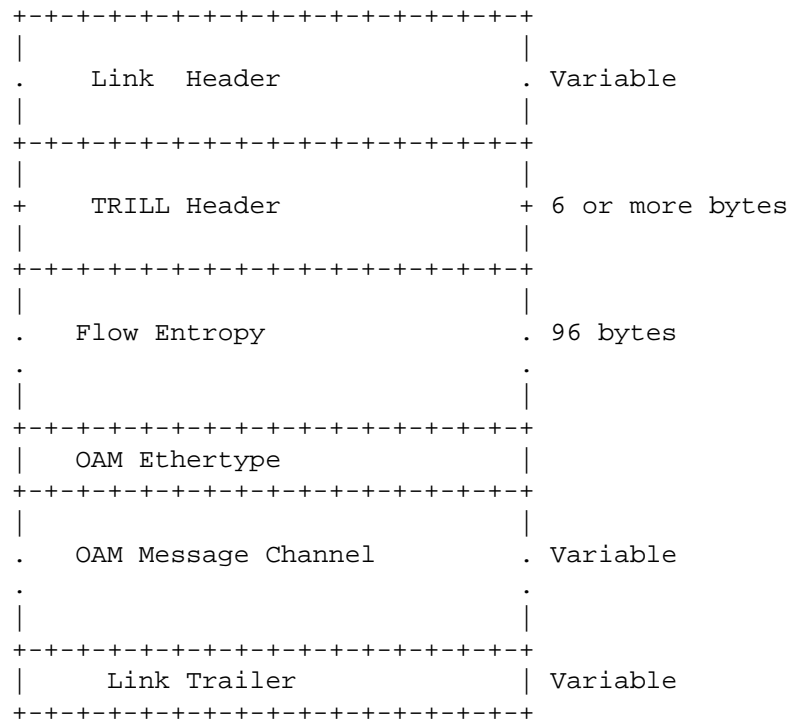 +-+-+-+-+-+-+-+-+-+-+-+-+-+-+-+-+
|                               |
.    Link  Header               . Variable
|                               |
+-+-+-+-+-+-+-+-+-+-+-+-+-+-+-+-+
|                               |
+    TRILL Header               + 6 or more bytes
|                               |
+-+-+-+-+-+-+-+-+-+-+-+-+-+-+-+-+
|                               |
.   Flow Entropy                . 96 bytes
.                               .
|                               |
+-+-+-+-+-+-+-+-+-+-+-+-+-+-+-+-+
|   OAM Ethertype               |
+-+-+-+-+-+-+-+-+-+-+-+-+-+-+-+-+
|                               |
.   OAM Message Channel         . Variable
.                               .
|                               |
+-+-+-+-+-+-+-+-+-+-+-+-+-+-+-+-+
|     Link Trailer              | Variable
+-+-+-+-+-+-+-+-+-+-+-+-+-+-+-+-+